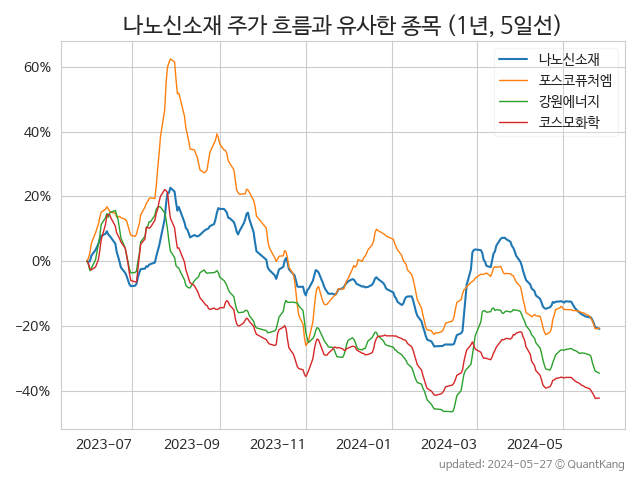 나노신소재 주가 흐름과 유사한 종목 (1년, 5일선)
나노신소재
포스코퓨처엠
강원에너지
코스모화학
60%
40%
20%
0%
−20%
−40%
2023-07 2023-09 2023-11 2024-01 2024-03 2024-05
updated: 2024-05-27 © QuantKang